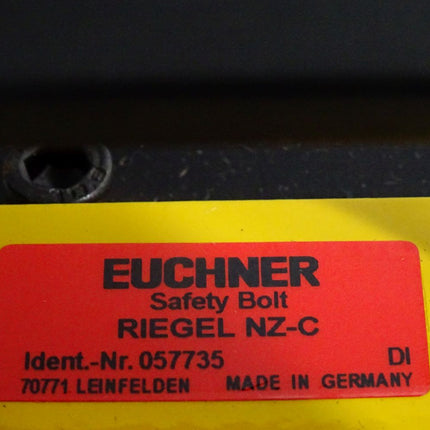 EUCHNER
Safety Bolt
RIEGEL NZ-C
Ident.-Nr. 057735 DI
70771 LEINFELDEN MADE IN GERMANY